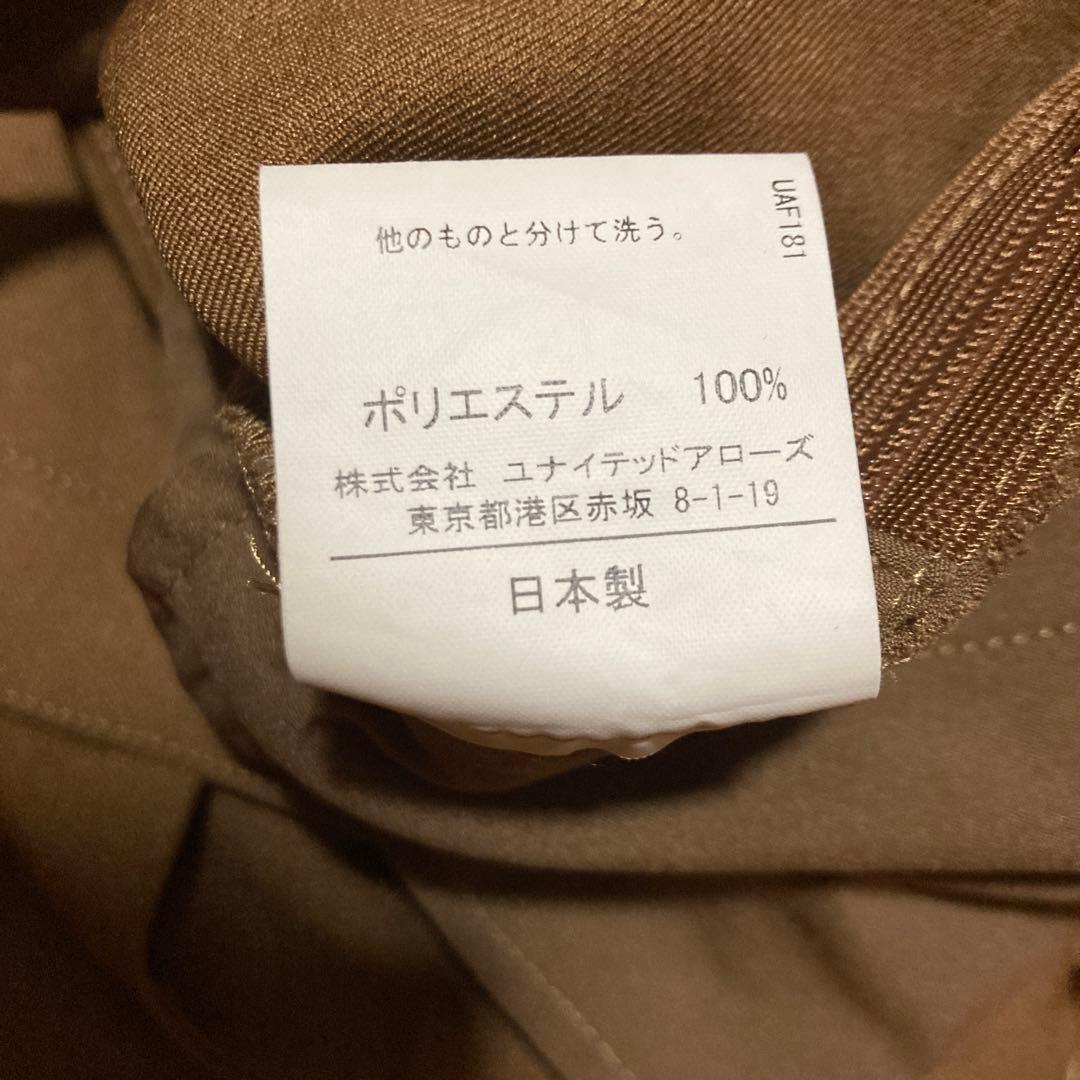 UAF181
他のものと分けて洗う。
ポリエステル 100%
株式会社 ユナイテッドアローズ
東京都港区赤坂 8-1-19
日本製